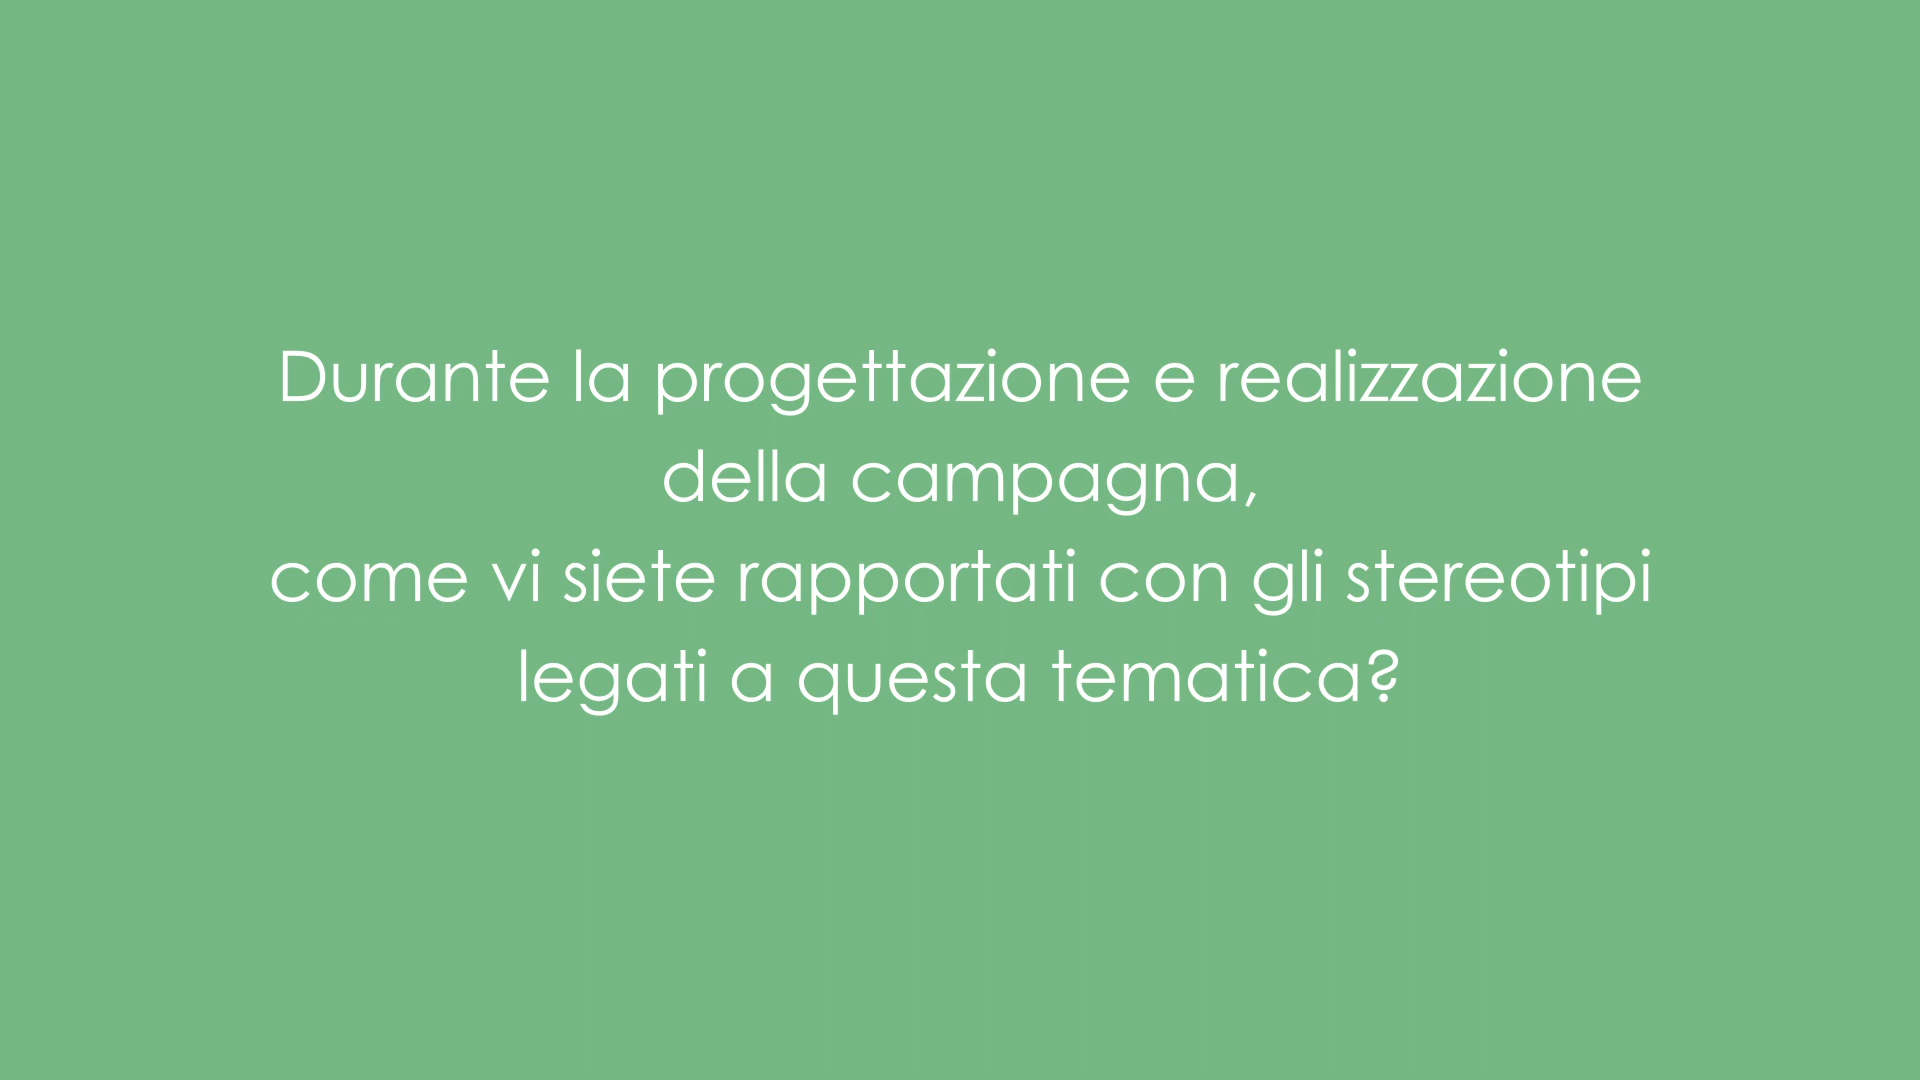 Durante la progettazione e realizzazione
della campagna,
come vi siete rapportati con gli stereotipi
legati a questa tematica?